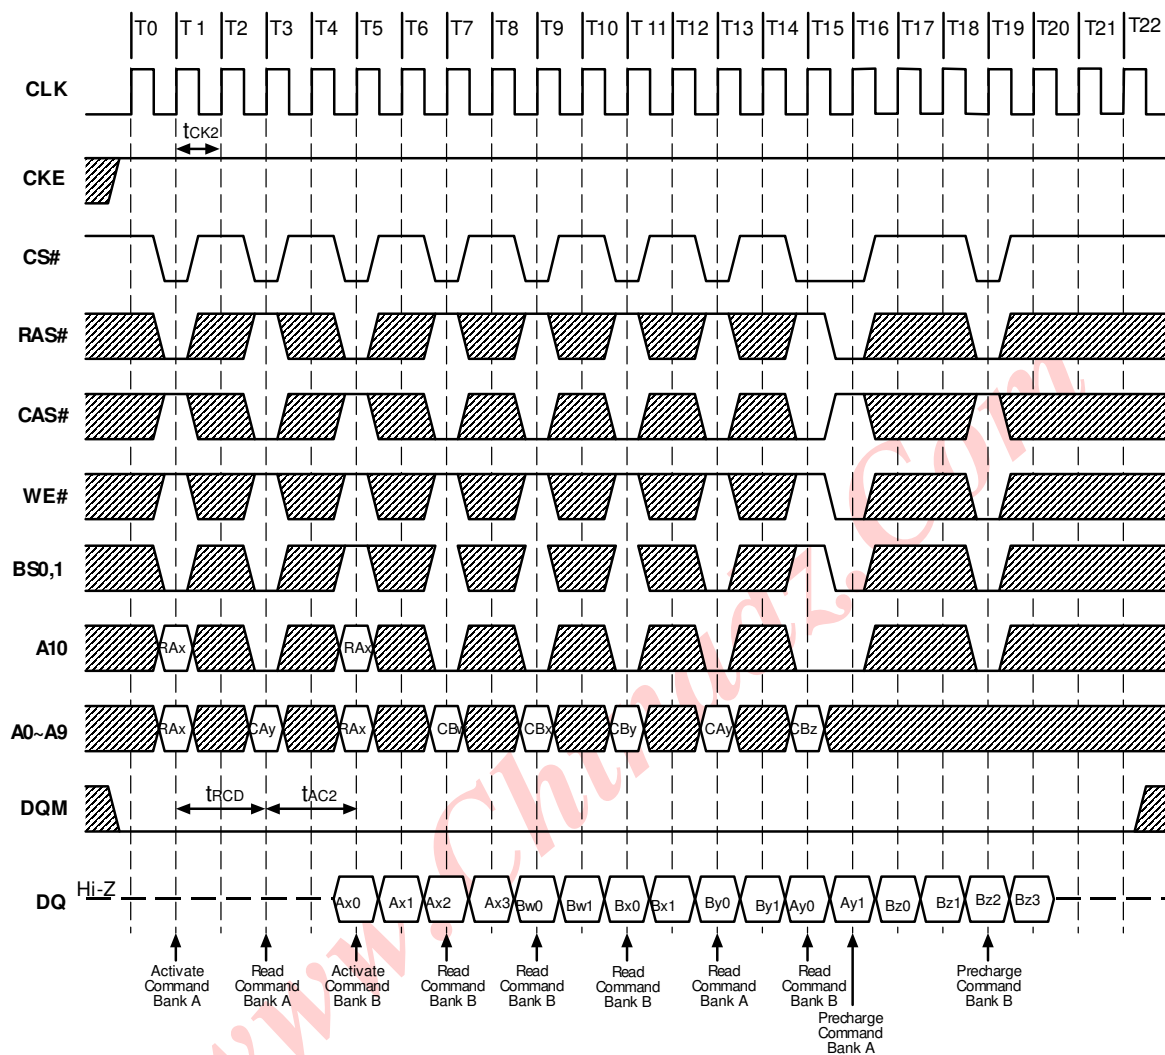 T0 T 1 T2 T3 T4 T5 T6 T7 T8 T9 T10 T 11 T12 T13 T14 T15 T16 T17 T18 T19 T20 T21 T22
CLK
tCK2
CKE
CS#
RAS#
CAS#
WE#
BS0,1
A10
RAx RAx
A0~A9
RAx CAy RAx CBx CBy CAy CBz
DQM
tRCD tAC2
DQ
Hi-Z
Ax0 Ax1 Ax2 Ax3 Bw0 Bw1 Bx0 Bx1 By0 By1 Ay0 Ay1 Bz0 Bz1 Bz2 Bz3
Activate Command Bank A
Read Command Bank A
Activate Command Bank B
Read Command Bank B
Read Command Bank B
Read Command Bank B
Read Command Bank A
Read Command Bank B
Precharge Command Bank A
Precharge Command Bank B
www.Chinaaz.Com